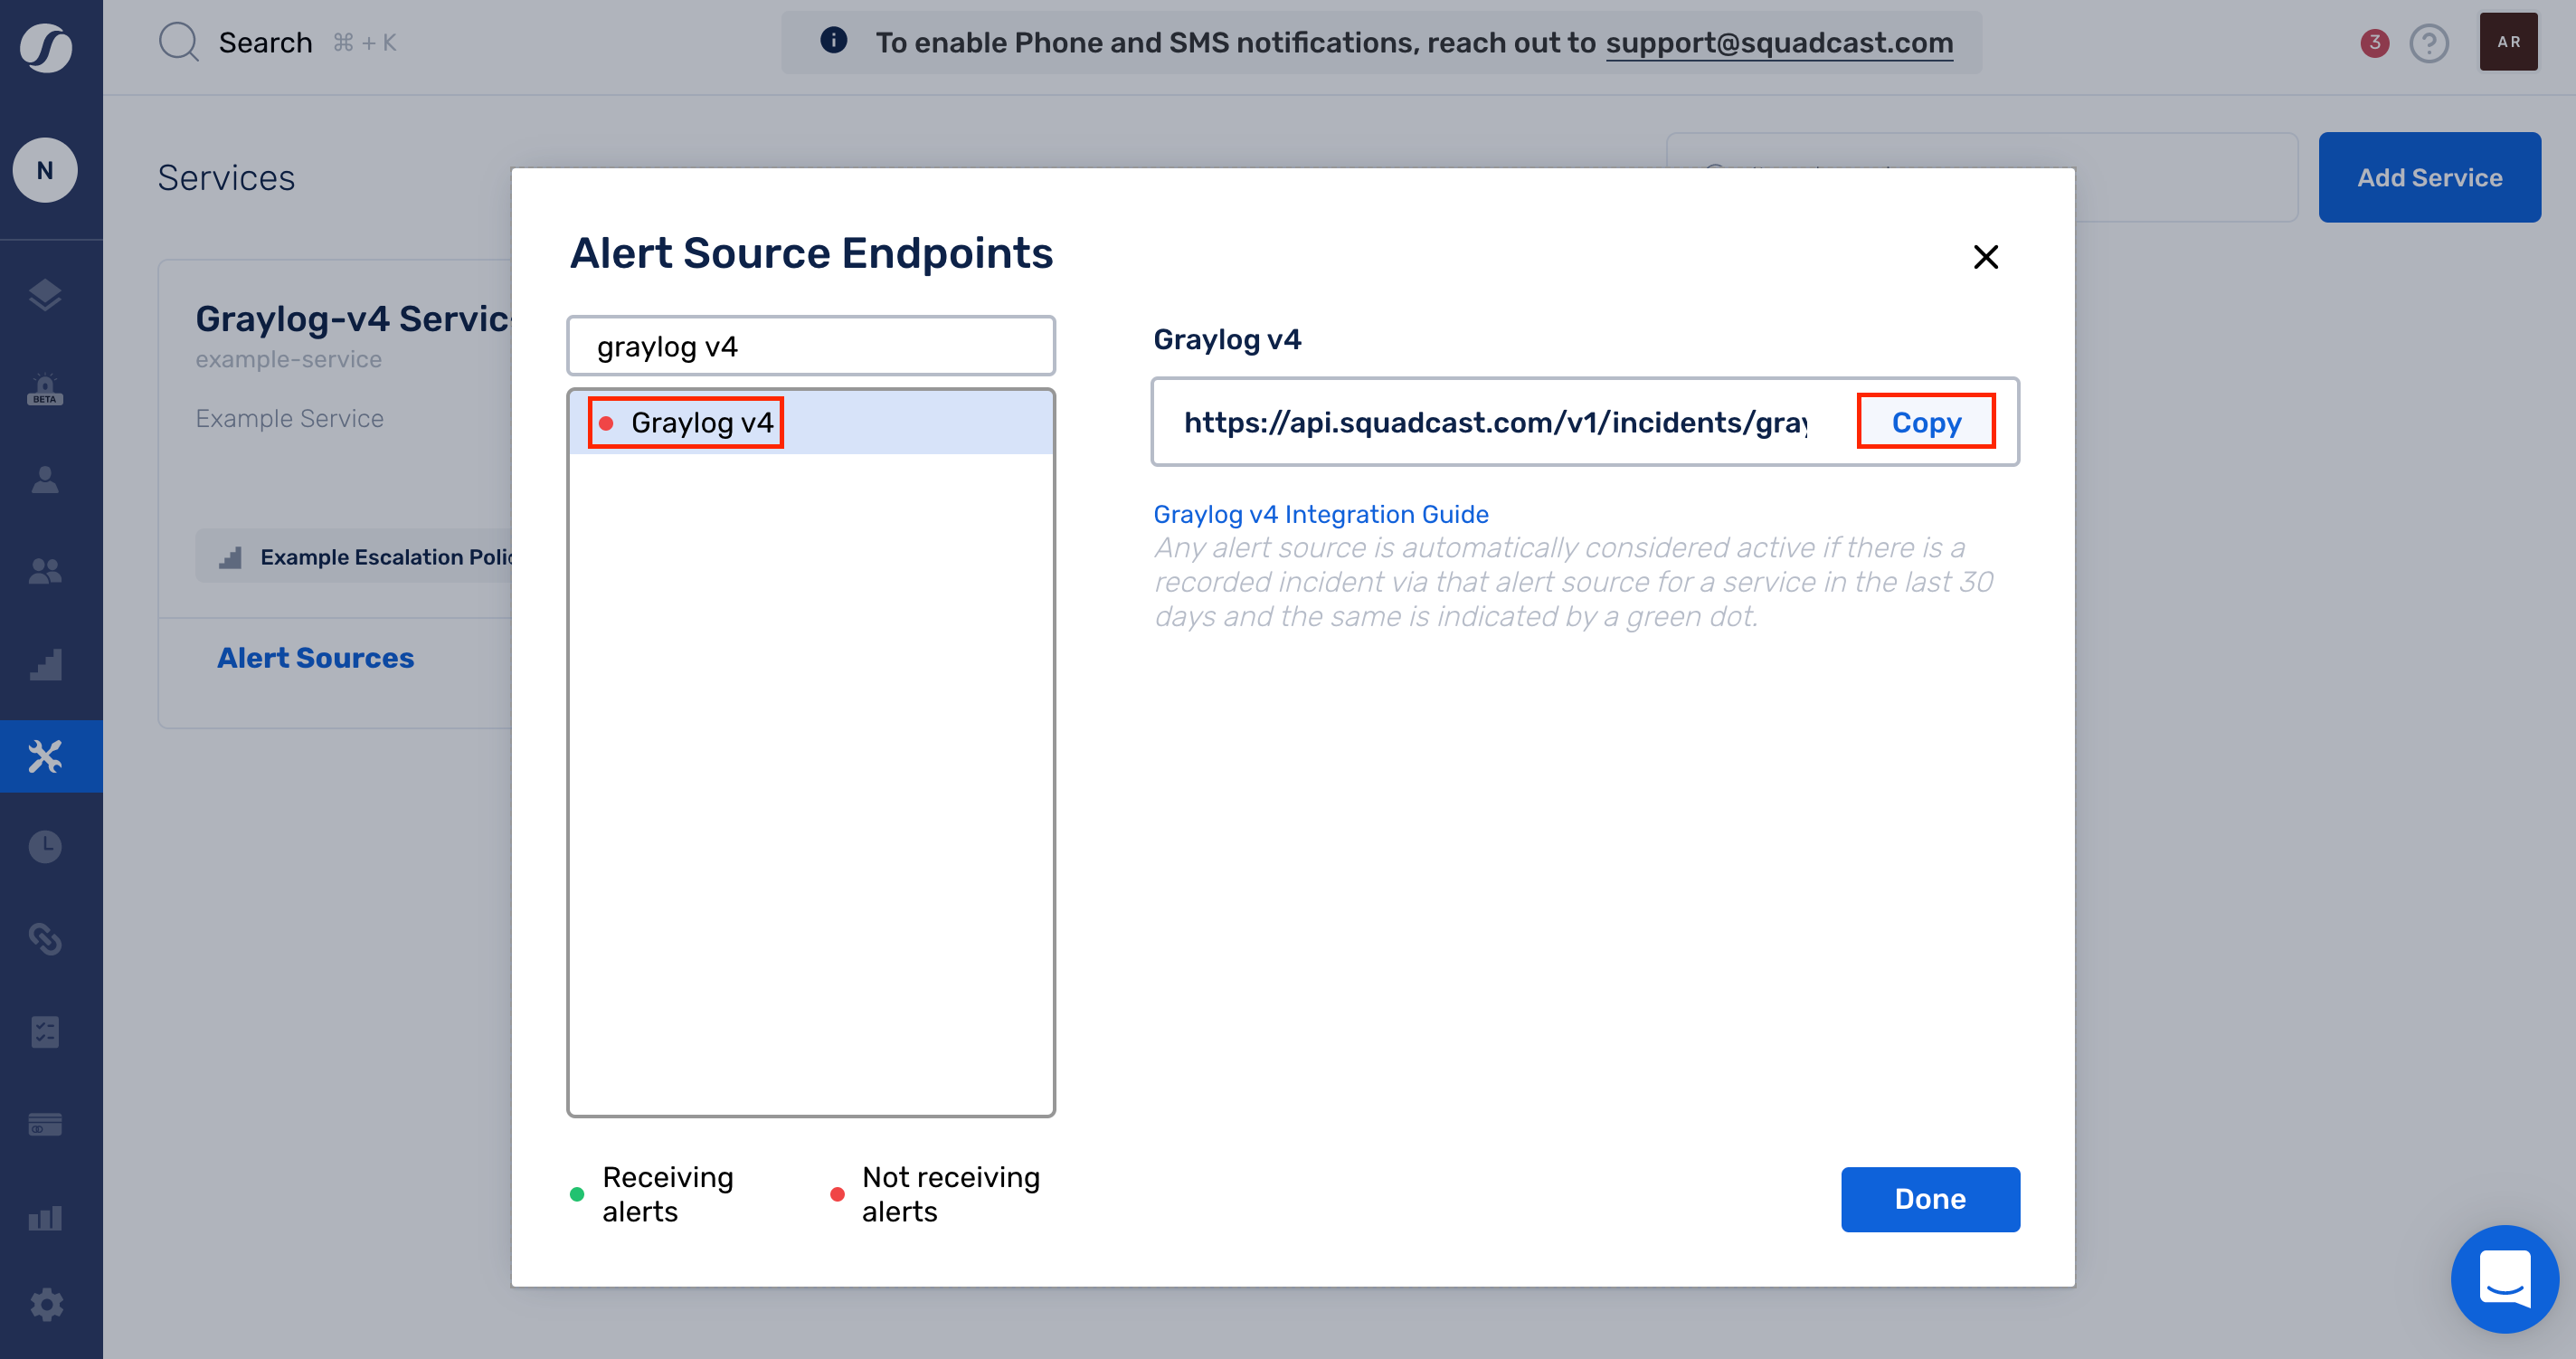 Search ⌘ + K
To enable Phone and SMS notifications, reach out to support@squadcast.com
3
AR
N
Services
Add Service
Graylog-v4 Servic
example-service
Example Service
Example Escalation Poli
Alert Sources
BETA
Alert Source Endpoints
graylog v4
Graylog v4
Graylog v4
https://api.squadcast.com/v1/incidents/gray
Copy
Graylog v4 Integration Guide
Any alert source is automatically considered active if there is a
recorded incident via that alert source for a service in the last 30
days and the same is indicated by a green dot.
Receiving
alerts
Not receiving
alerts
Done